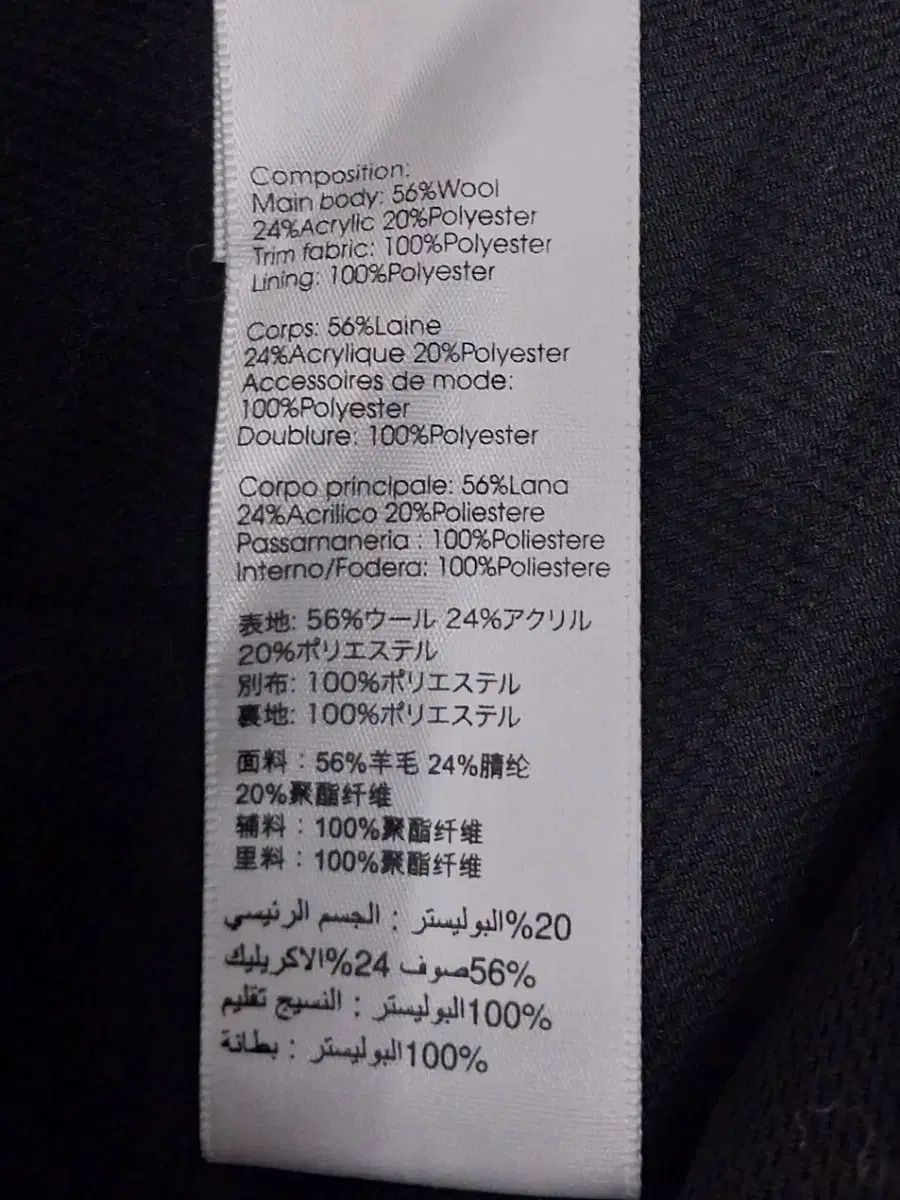 Composition:
Main body: 56%Wool
24%Acrylic 20%Polyester
Trim fabric: 100%Polyester
Lining: 100%Polyester
Corps: 56%Laine
24%Acrylique 20%Polyester
Accessoires de mode:
100%Polyester
Doublure: 100%Polyester
Corpo principale: 56%Lana
24%Acrilico 20%Poliestere
Passamaneria : 100%Poliestere
Interno/Fodera: 100%Poliestere
表地: 56%ウール 24%アクリル
20%ポリエステル
別布: 100%ポリエステル
裏地: 100%ポリエステル
面料：56%羊毛 24%腈纶
20%聚酯纤维
辅料：100%聚酯纤维
里料：100%聚酯纤维
الجسم الرئيسي : البوليستر%20
الاكريليك%24 صوف56%
النسيج تقليم : البوليستر100%
بطانة : البوليستر100%